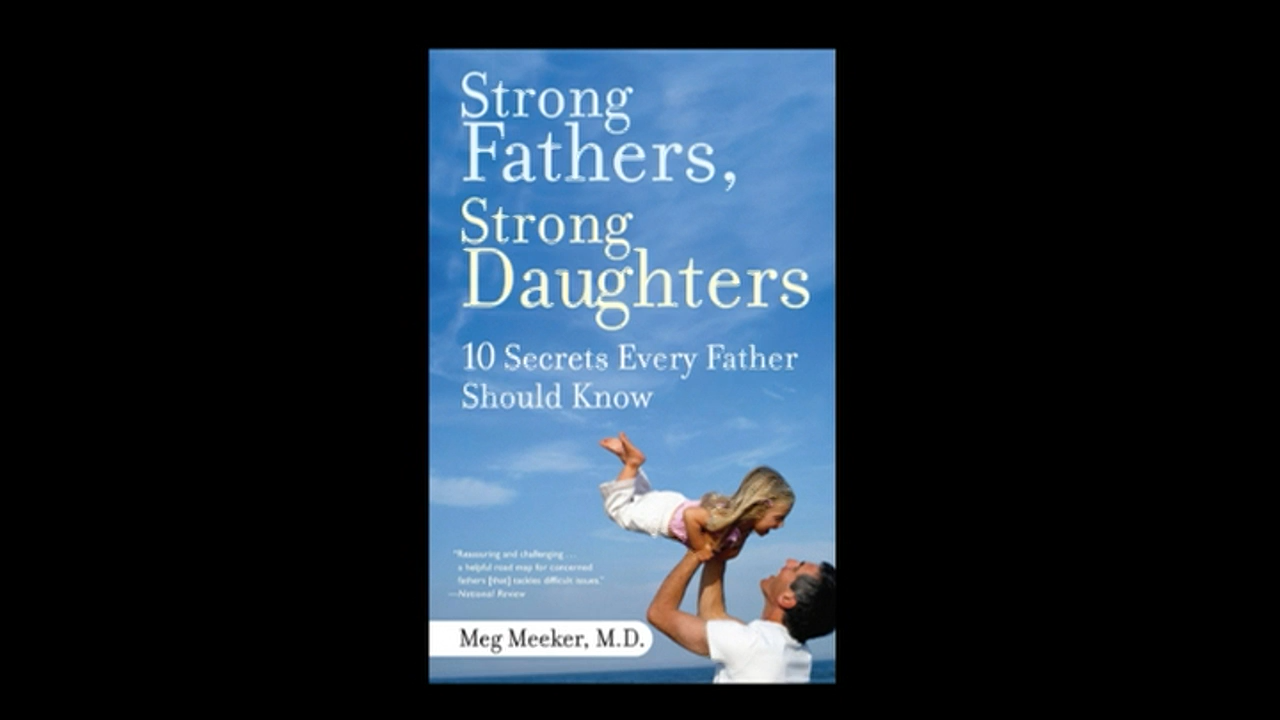 Strong
Fathers,
Strong
Daughters
10 Secrets Every Father
Should Know
"Reassuring and challenging ...
a helpful road map for concerned
fathers [that] tackles difficult issues."
—National Review
Meg Meeker, M.D.